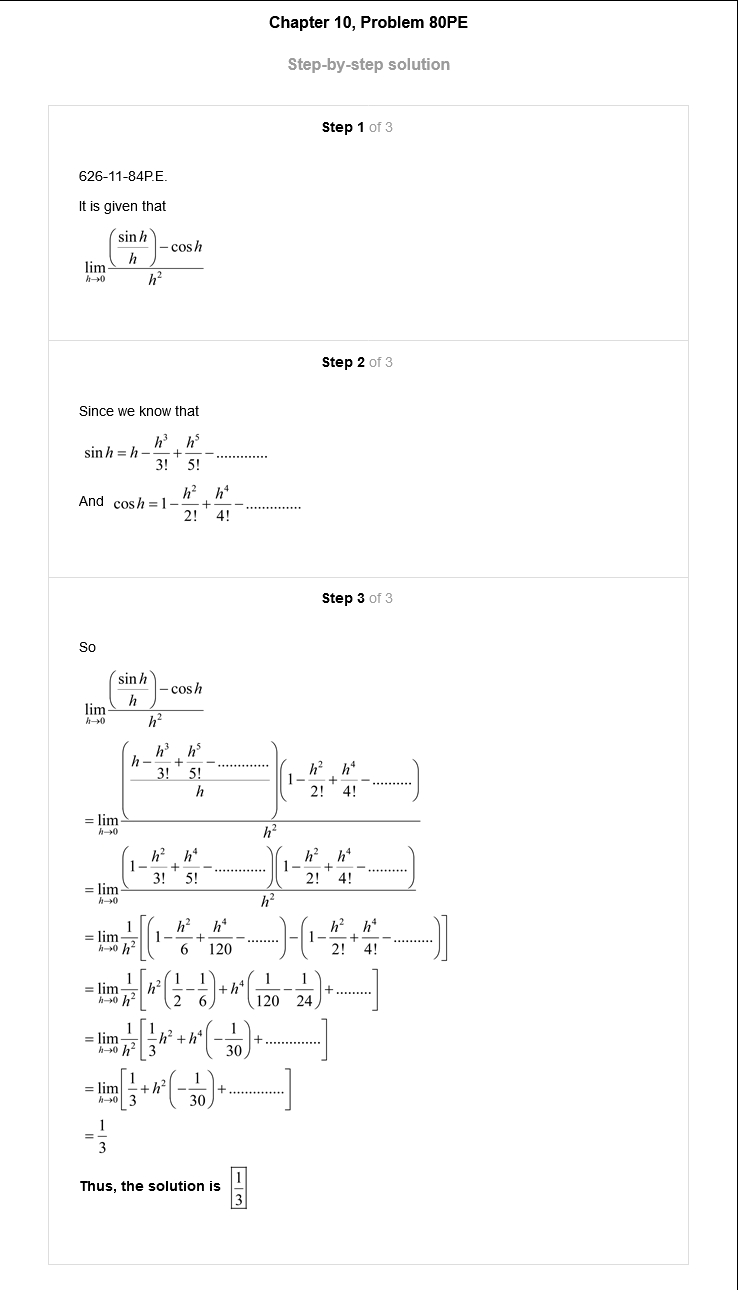 Chapter 10, Problem 80PE
Step-by-step solution
Step 1 of 3
626-11-84P.E.
It is given that
\lim_{h \to 0} \frac{\left(\frac{\sin h}{h}\right) - \cos h}{h^2}
Step 2 of 3
Since we know that
\sin h = h - \frac{h^3}{3!} + \frac{h^5}{5!} - .............
And \cos h = 1 - \frac{h^2}{2!} + \frac{h^4}{4!} - ..............
Step 3 of 3
So
\lim_{h \to 0} \frac{\left(\frac{\sin h}{h}\right) - \cos h}{h^2}
= \lim_{h \to 0} \frac{\left(\frac{h - \frac{h^3}{3!} + \frac{h^5}{5!} - .............}{h}\right)\left(1 - \frac{h^2}{2!} + \frac{h^4}{4!} - ..........\right)}{h^2}
= \lim_{h \to 0} \frac{\left(1 - \frac{h^2}{3!} + \frac{h^4}{5!} - .............\right)\left(1 - \frac{h^2}{2!} + \frac{h^4}{4!} - ..........\right)}{h^2}
= \lim_{h \to 0} \frac{1}{h^2}\left[\left(1 - \frac{h^2}{6} + \frac{h^4}{120} - ........\right) - \left(1 - \frac{h^2}{2!} + \frac{h^4}{4!} - ..........\right)\right]
= \lim_{h \to 0} \frac{1}{h^2}\left[h^2\left(\frac{1}{2} - \frac{1}{6}\right) + h^4\left(\frac{1}{120} - \frac{1}{24}\right) + .........\right]
= \lim_{h \to 0} \frac{1}{h^2}\left[\frac{1}{3}h^2 + h^4\left(-\frac{1}{30}\right) + ..............\right]
= \lim_{h \to 0} \left[\frac{1}{3} + h^2\left(-\frac{1}{30}\right) + ..............\right]
= \frac{1}{3}
Thus, the solution is \boxed{\frac{1}{3}}